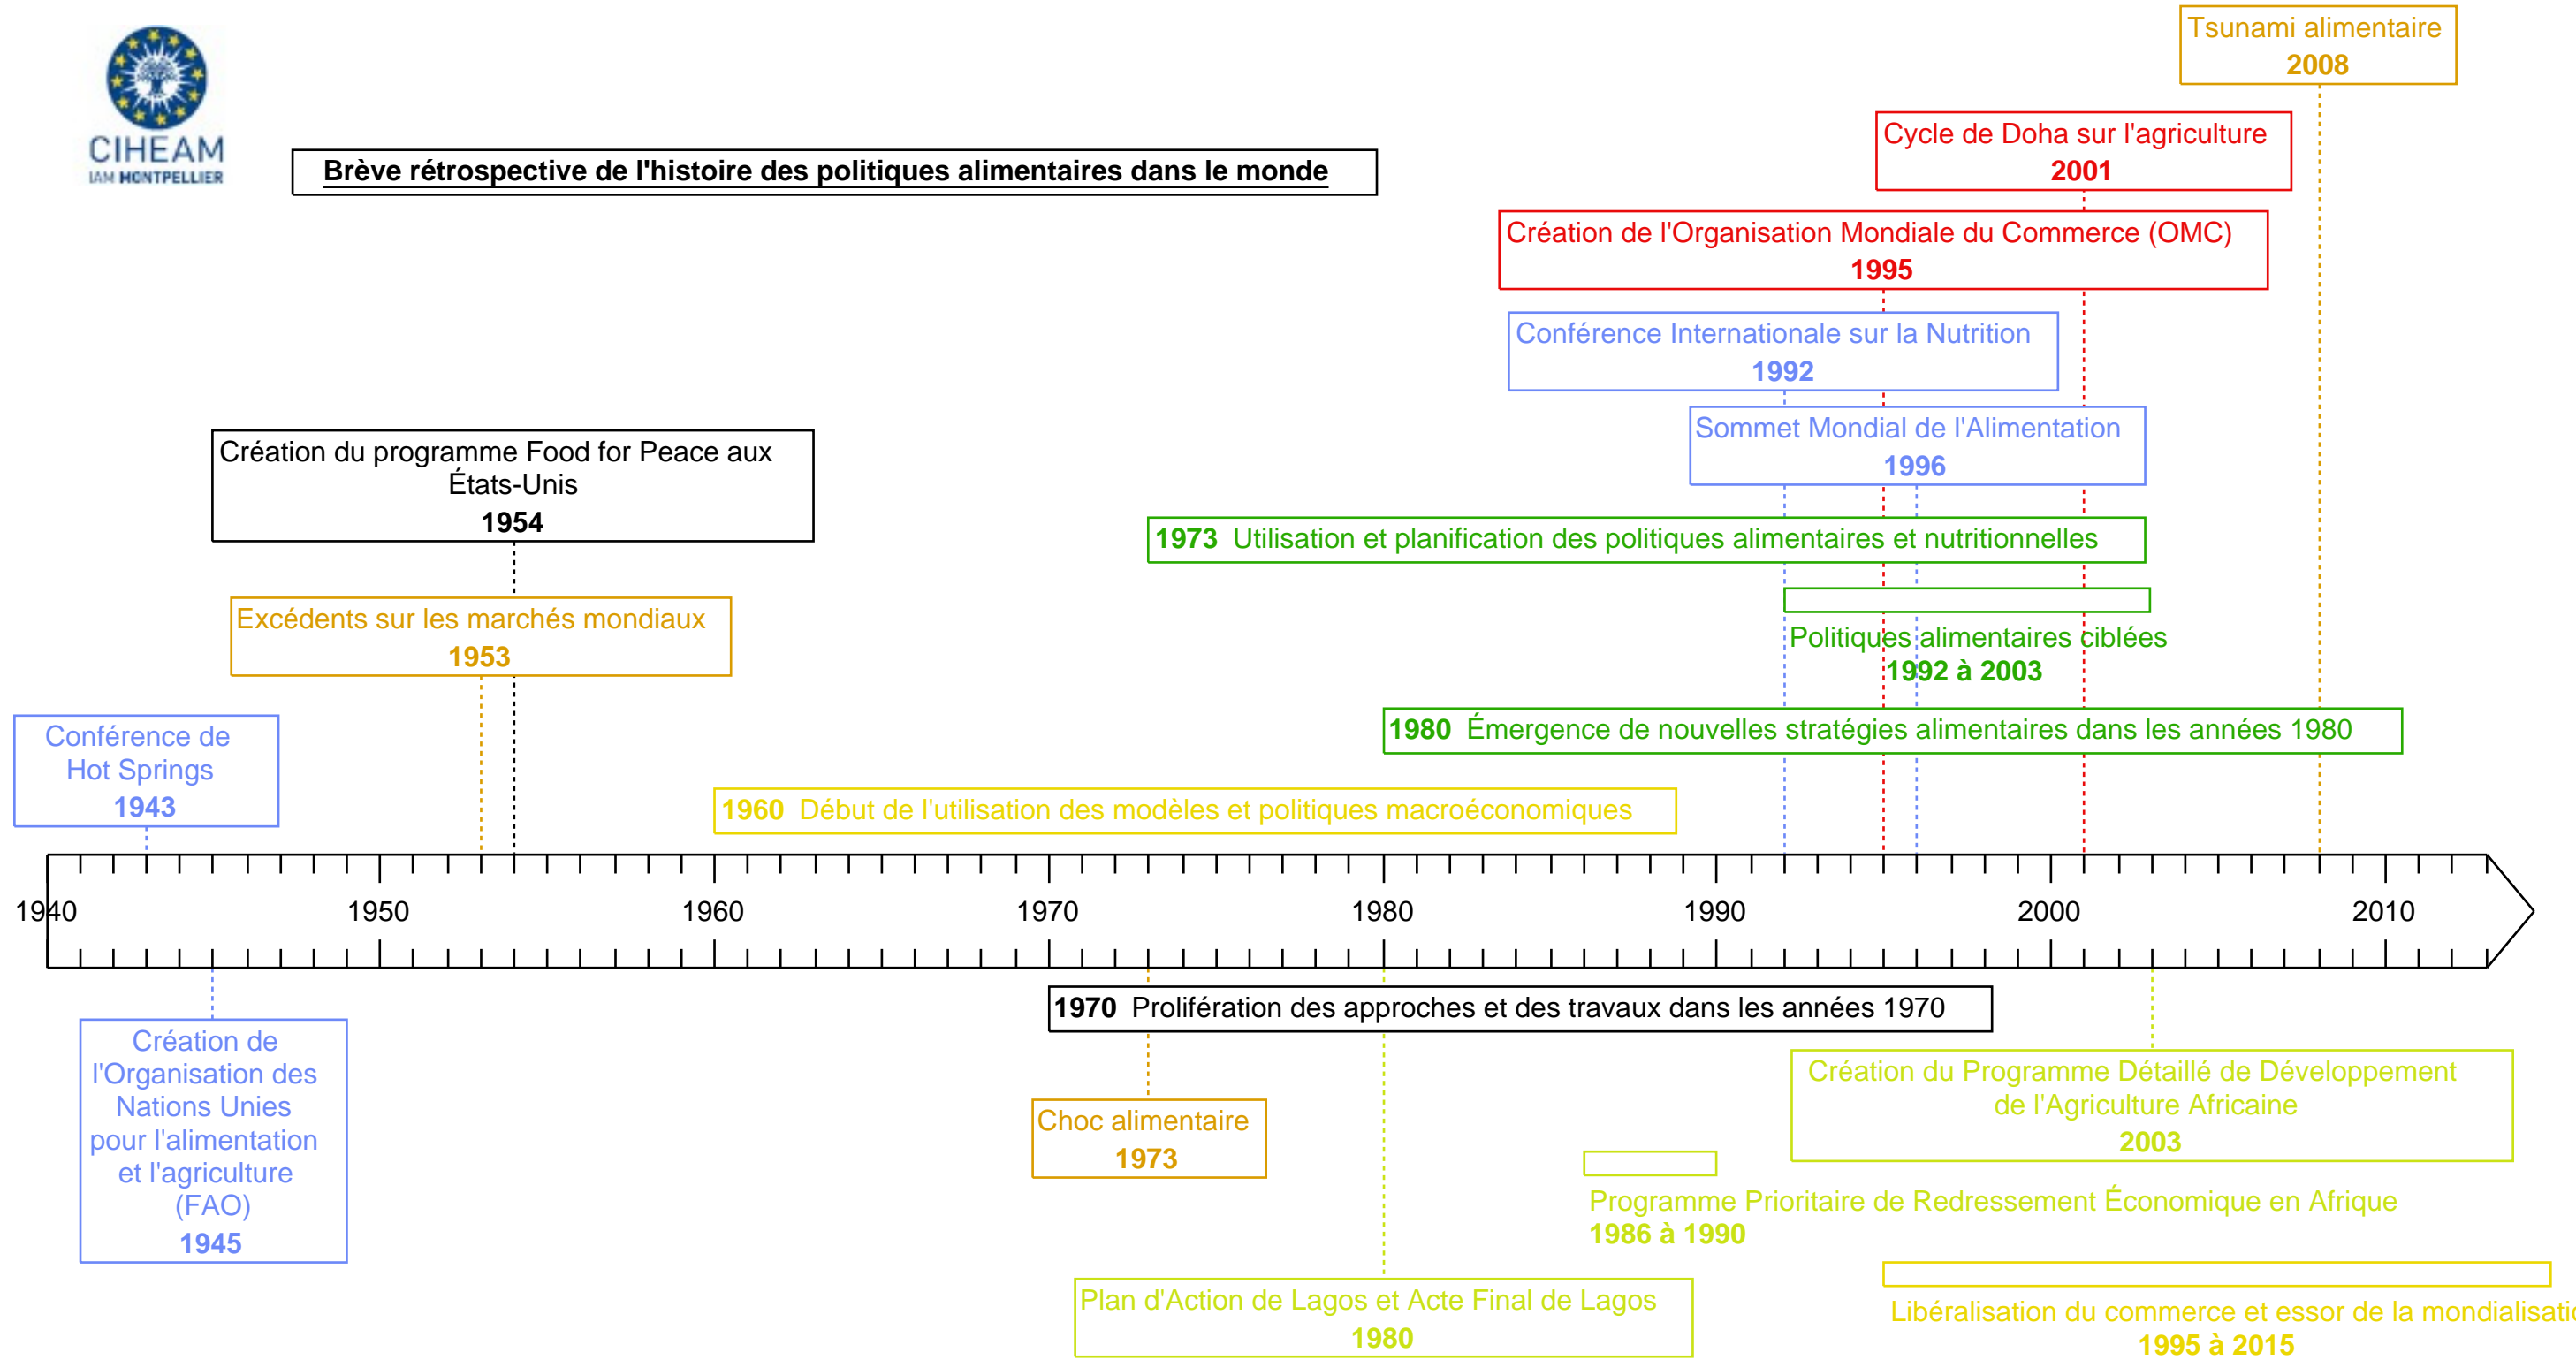 CIHEAM
IAM MONTPELLIER
Brève rétrospective de l'histoire des politiques alimentaires dans le monde
Tsunami alimentaire
2008
Cycle de Doha sur l'agriculture
2001
Création de l'Organisation Mondiale du Commerce (OMC)
1995
Conférence Internationale sur la Nutrition
1992
Sommet Mondial de l'Alimentation
1996
Création du programme Food for Peace aux
États-Unis
1954
1973 Utilisation et planification des politiques alimentaires et nutritionnelles
Excédents sur les marchés mondiaux
1953
Politiques alimentaires ciblées
1992 à 2003
Conférence de
Hot Springs
1943
1980 Émergence de nouvelles stratégies alimentaires dans les années 1980
1960 Début de l'utilisation des modèles et politiques macroéconomiques
1940 1950 1960 1970 1980 1990 2000 2010
1970 Prolifération des approches et des travaux dans les années 1970
Création de
l'Organisation des
Nations Unies
pour l'alimentation
et l'agriculture
(FAO)
1945
Choc alimentaire
1973
Création du Programme Détaillé de Développement
de l'Agriculture Africaine
2003
Programme Prioritaire de Redressement Économique en Afrique
1986 à 1990
Plan d'Action de Lagos et Acte Final de Lagos
1980
Libéralisation du commerce et essor de la mondialisatio
1995 à 2015